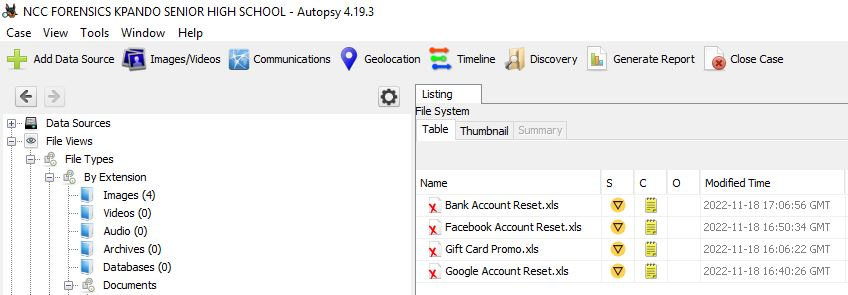 NCC FORENSICS KPANDO SENIOR HIGH SCHOOL - Autopsy 4.19.3
Case View Tools Window Help
Add Data Source Images/Videos Communications Geolocation Timeline Discovery Generate Report Close Case
Listing
File System
Table Thumbnail Summary
Data Sources
File Views
File Types
By Extension
Images (4)
Videos (0)
Audio (0)
Archives (0)
Databases (0)
Documents
Name S C O Modified Time
Bank Account Reset.xls 2022-11-18 17:06:56 GMT
Facebook Account Reset.xls 2022-11-18 16:50:34 GMT
Gift Card Promo.xls 2022-11-18 16:06:22 GMT
Google Account Reset.xls 2022-11-18 16:40:26 GMT